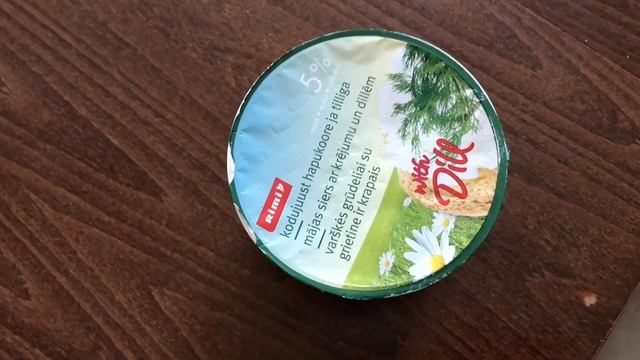 RIMI
5%
kodujuust hapukoore ja tilliga
mājas siers ar krējumu un dillēm
varškės grūdeliai su
grietine ir krapais
with
Dill